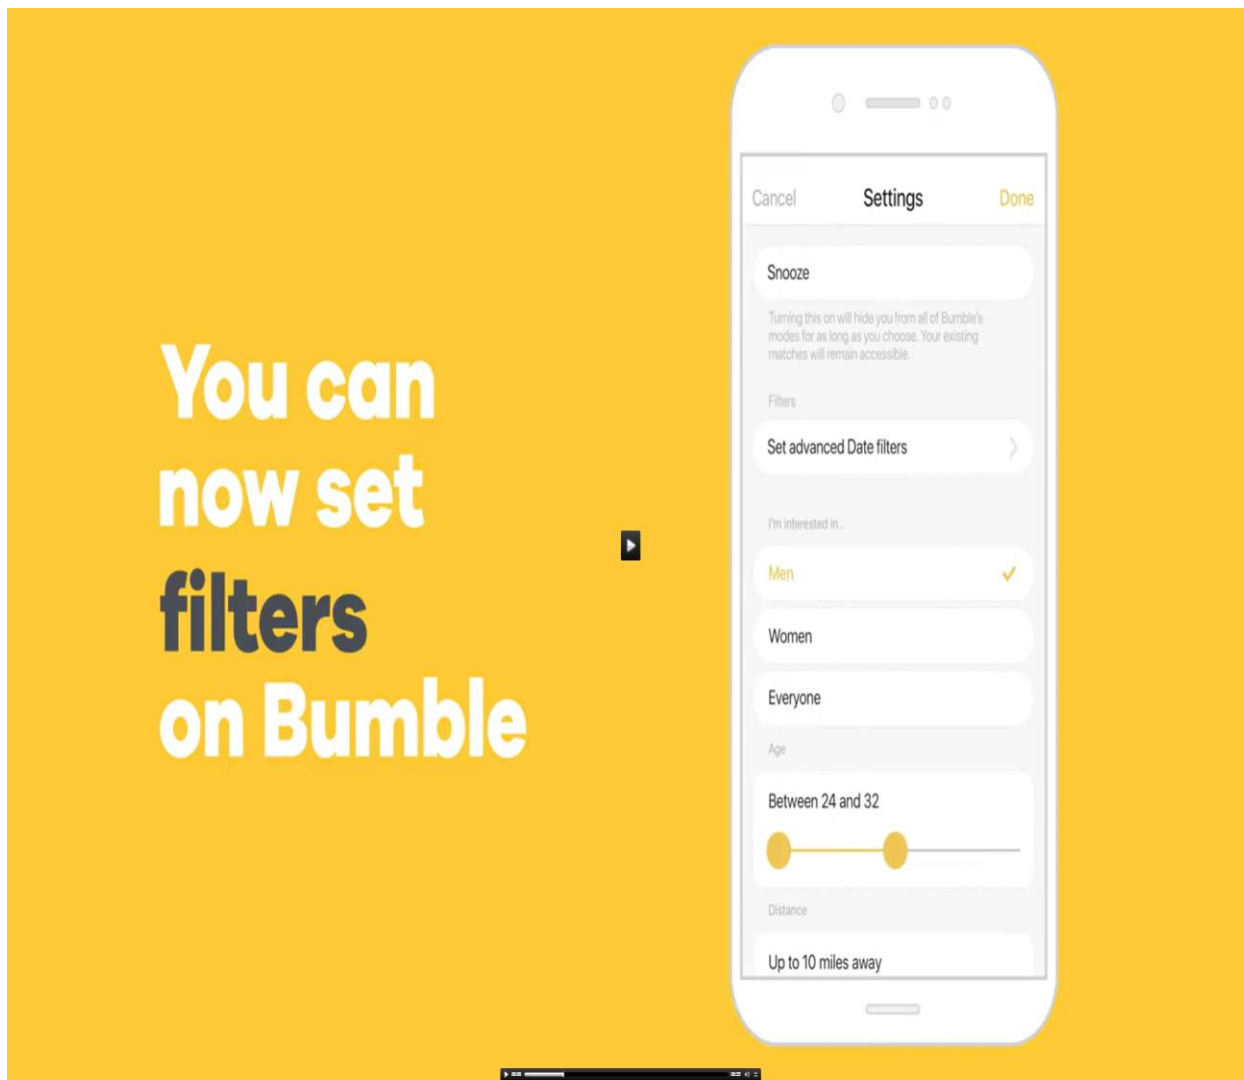 You can
now set
filters
on Bumble
Cancel Settings Done
Snooze
Turning this on will hide you from all of Bumble's
modes for as long as you choose. Your existing
matches will remain accessible.
Filters
Set advanced Date filters
I'm interested in...
Men
Women
Everyone
Age
Between 24 and 32
Distance
Up to 10 miles away